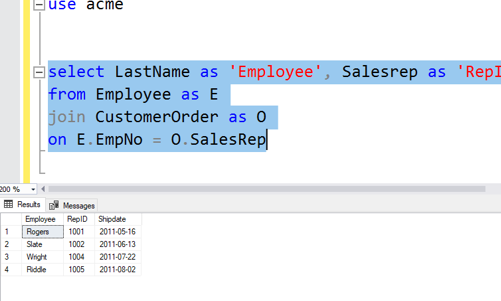 use acme
select LastName as 'Employee', Salesrep as 'RepI
from Employee as E
join CustomerOrder as O
on E.EmpNo = O.SalesRep
200 %
Results Messages
Employee RepID Shipdate
1 Rogers 1001 2011-05-16
2 Slate 1002 2011-06-13
3 Wright 1004 2011-07-22
4 Riddle 1005 2011-08-02